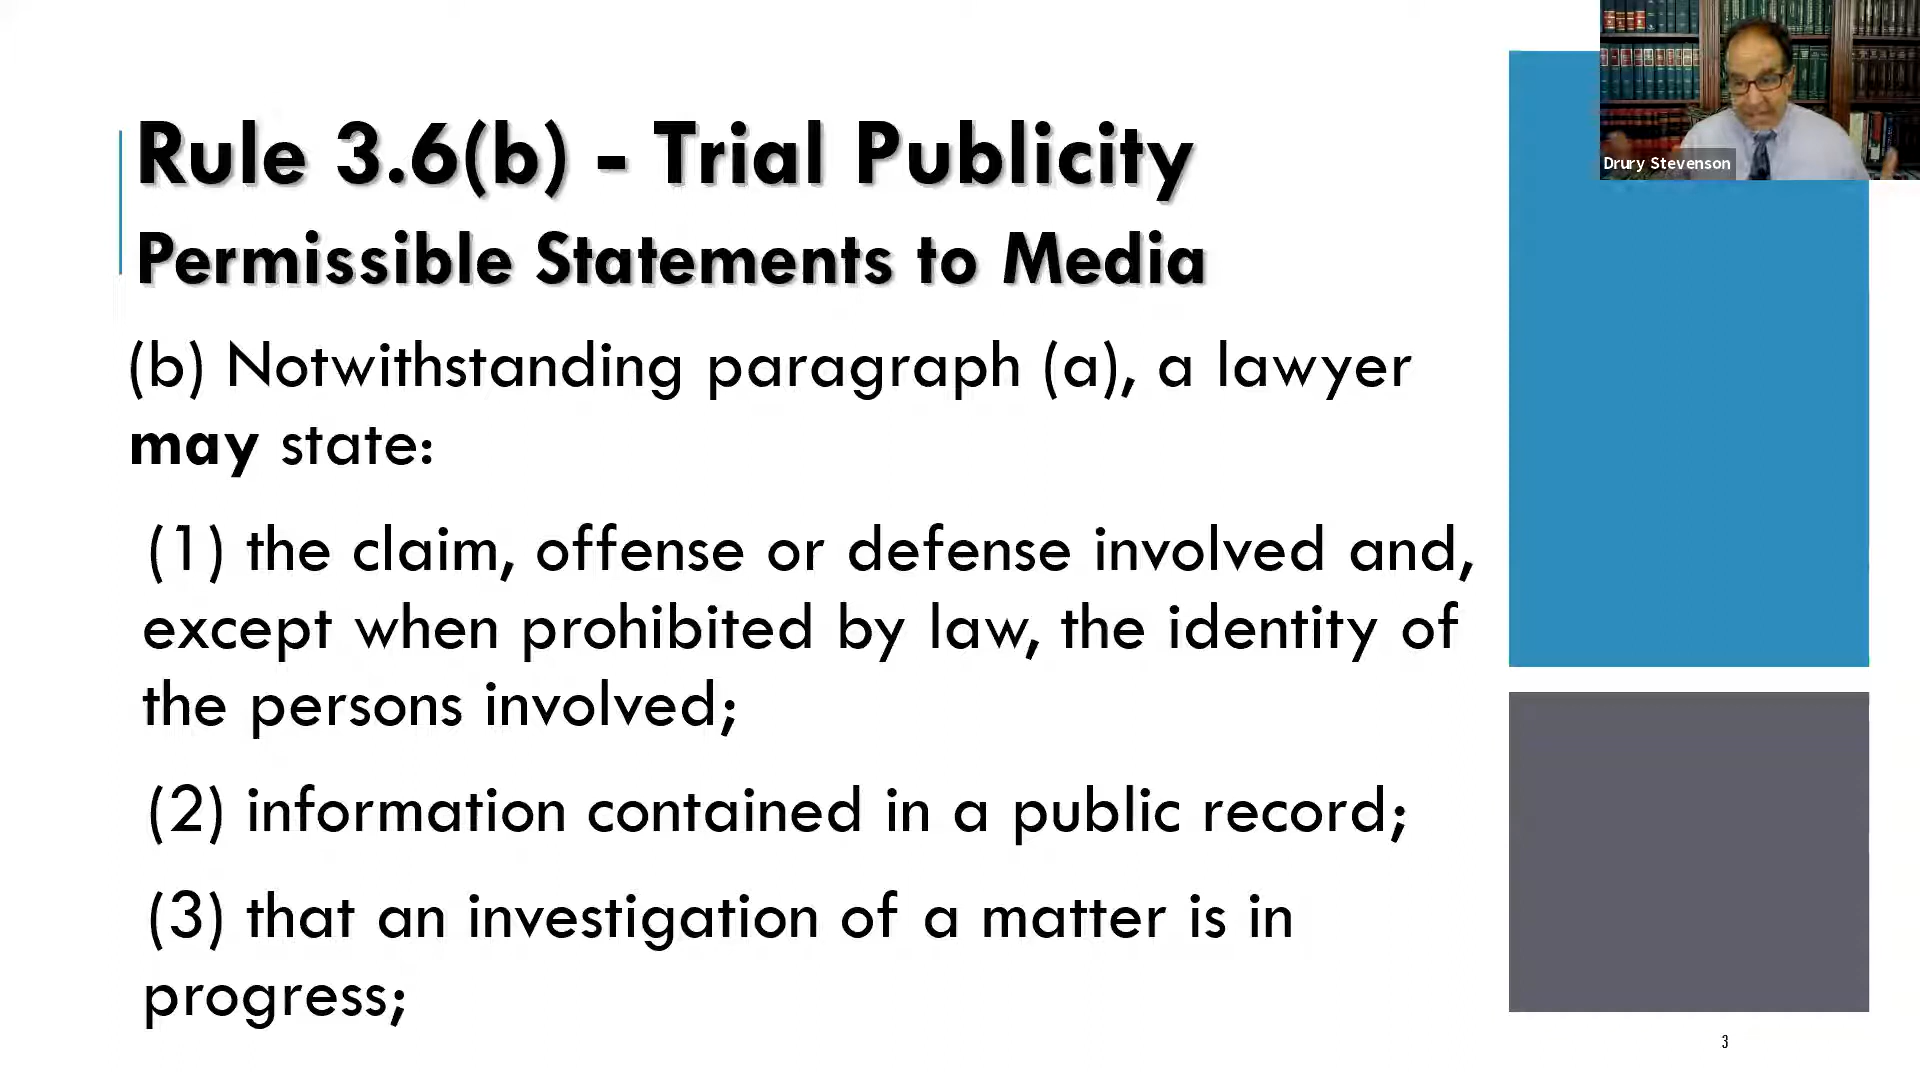 Rule 3.6(b) - Trial Publicity
Permissible Statements to Media
(b) Notwithstanding paragraph (a), a lawyer
may state:
(1) the claim, offense or defense involved and,
except when prohibited by law, the identity of
the persons involved;
(2) information contained in a public record;
(3) that an investigation of a matter is in
progress;
Drury Stevenson
3